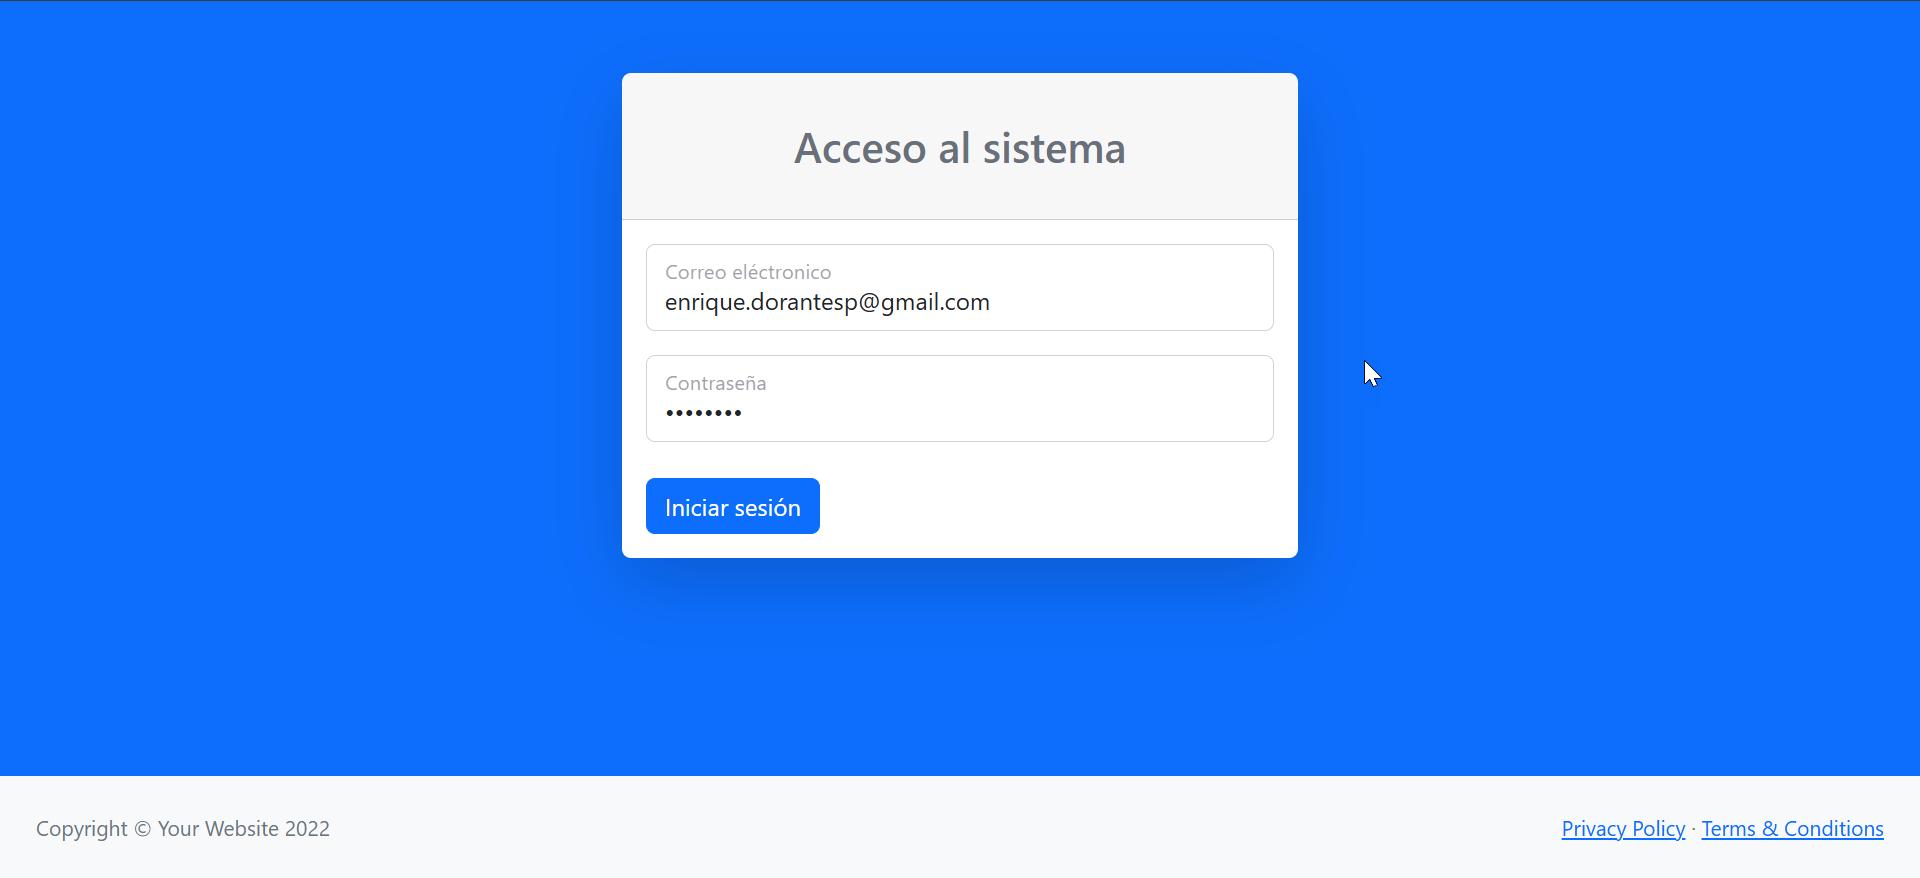 Acceso al sistema
Correo eléctronico
enrique.dorantesp@gmail.com
Contraseña
••••••••
Iniciar sesión
Copyright © Your Website 2022
Privacy Policy · Terms & Conditions